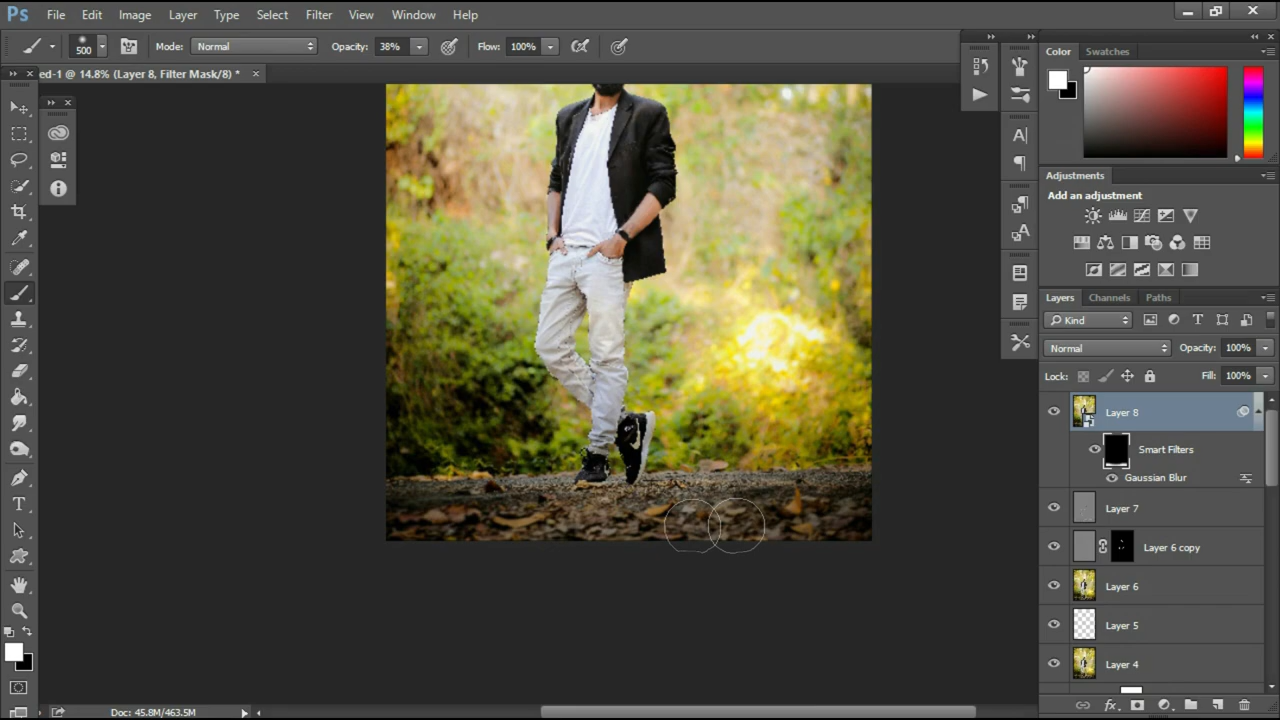 Ps File Edit Image Layer Type Select Filter View Window Help
500 Mode: Normal Opacity: 38% Flow: 100%
ed-1 @ 14.8% (Layer 8, Filter Mask/8) * ×
Color Swatches
Adjustments
Add an adjustment
Layers Channels Paths
Kind
Normal Opacity: 100%
Lock: Fill: 100%
Layer 8
Smart Filters
Gaussian Blur
Layer 7
Layer 6 copy
Layer 6
Layer 5
Layer 4
fx
Doc: 45.8M/463.5M